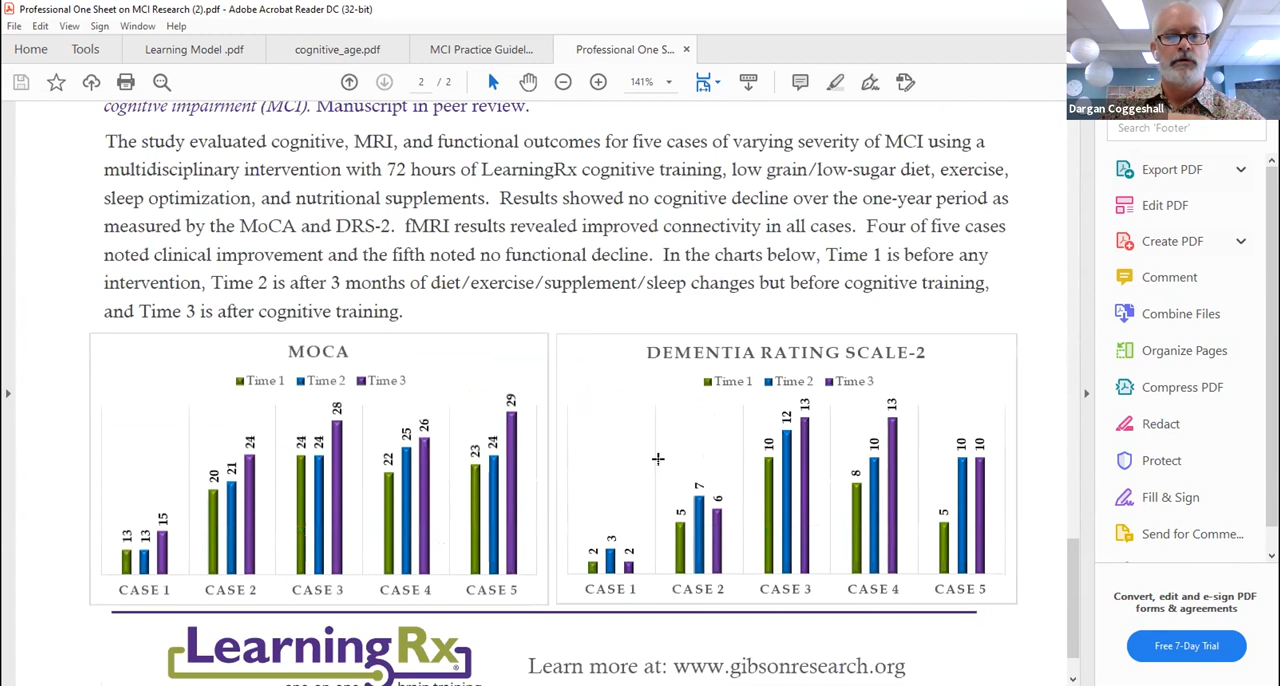 Professional One Sheet on MCI Research (2).pdf - Adobe Acrobat Reader DC (32-bit)
File Edit View Sign Window Help
Home Tools Learning Model .pdf cognitive_age.pdf MCI Practice Guidel... Professional One S... ×
2 / 2 141%
Dargan Coggeshall
cognitive impairment (MCI). Manuscript in peer review.
The study evaluated cognitive, MRI, and functional outcomes for five cases of varying severity of MCI using a
multidisciplinary intervention with 72 hours of LearningRx cognitive training, low grain/low-sugar diet, exercise,
sleep optimization, and nutritional supplements. Results showed no cognitive decline over the one-year period as
measured by the MoCA and DRS-2. fMRI results revealed improved connectivity in all cases. Four of five cases
noted clinical improvement and the fifth noted no functional decline. In the charts below, Time 1 is before any
intervention, Time 2 is after 3 months of diet/exercise/supplement/sleep changes but before cognitive training,
and Time 3 is after cognitive training.
MOCA
Time 1 Time 2 Time 3
13 13 15 20 21 24 24 24 28 22 25 26 23 24 29
CASE 1 CASE 2 CASE 3 CASE 4 CASE 5
DEMENTIA RATING SCALE-2
Time 1 Time 2 Time 3
2 3 2 5 7 6 10 12 13 8 10 13 5 10 10
CASE 1 CASE 2 CASE 3 CASE 4 CASE 5
LearningRx®
one-on-one brain training
Learn more at: www.gibsonresearch.org
Search 'Footer'
Export PDF
Edit PDF
Create PDF
Comment
Combine Files
Organize Pages
Compress PDF
Redact
Protect
Fill & Sign
Send for Comme...
Convert, edit and e-sign PDF
forms & agreements
Free 7-Day Trial